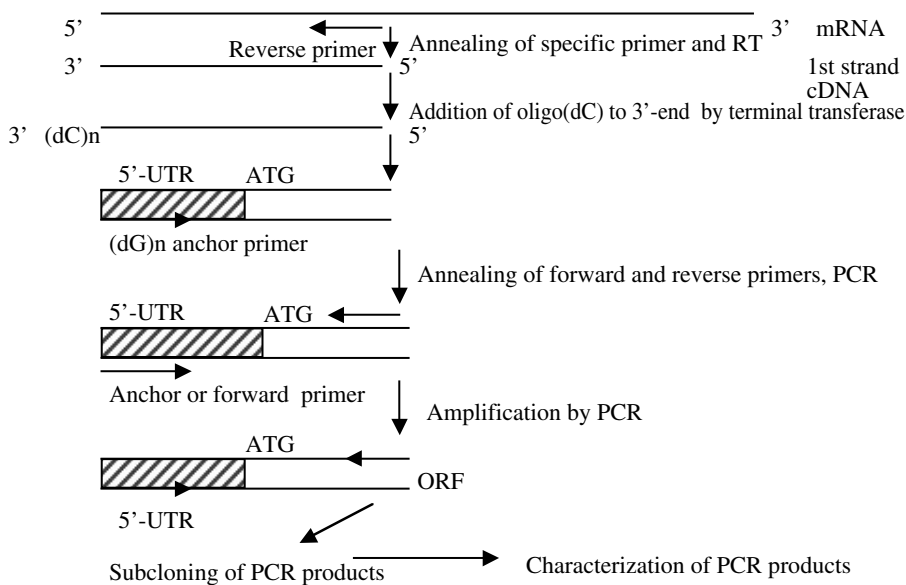 5’ 3’ mRNA
Reverse primer Annealing of specific primer and RT
3’ 5’ 1st strand
cDNA
Addition of oligo(dC) to 3’-end by terminal transferase
3’ (dC)n 5’
5’-UTR ATG
(dG)n anchor primer
Annealing of forward and reverse primers, PCR
5’-UTR ATG
Anchor or forward primer
Amplification by PCR
ATG
ORF
5’-UTR
Subcloning of PCR products Characterization of PCR products